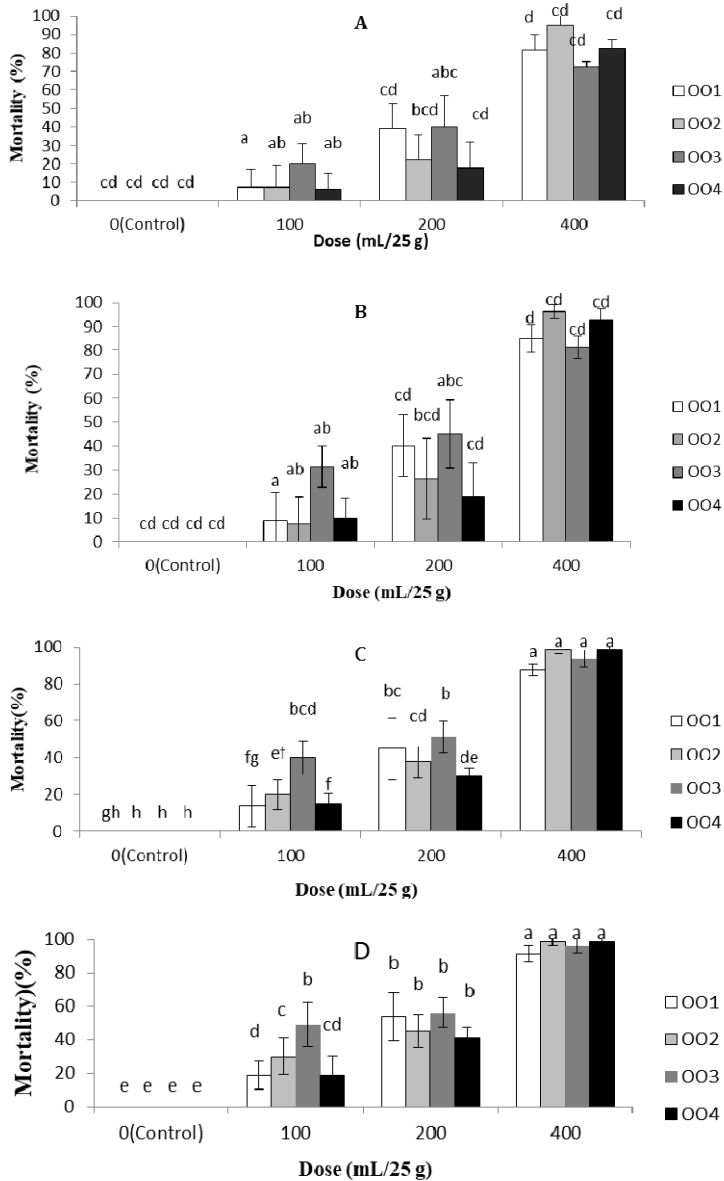 A
Mortality (%)
100
90
80
70
60
50
40
30
20
10
0
cd cd cd cd
a ab ab ab
cd bcd abc cd
d cd cd cd
0(Control) 100 200 400
Dose (mL/25 g)
OO1
OO2
OO3
OO4
B
Mortality (%)
100
90
80
70
60
50
40
30
20
10
0
cd cd cd cd
a ab ab ab
cd bcd abc cd
d cd cd cd
0(Control) 100 200 400
Dose (mL/25 g)
OO1
OO2
OO3
OO4
C
Mortality(%)
100
80
60
40
20
0
gh h h h
fg ef bcd f
bc cd b de
a a a a
0(Control) 100 200 400
Dose (mL/25 g)
OO1
OO2
OO3
OO4
D
Mortality)(%)
100
80
60
40
20
0
e e e e
d c b cd
b b b b
a a a a
0(Control) 100 200 400
Dose (mL/25 g)
OO1
OO2
OO3
OO4